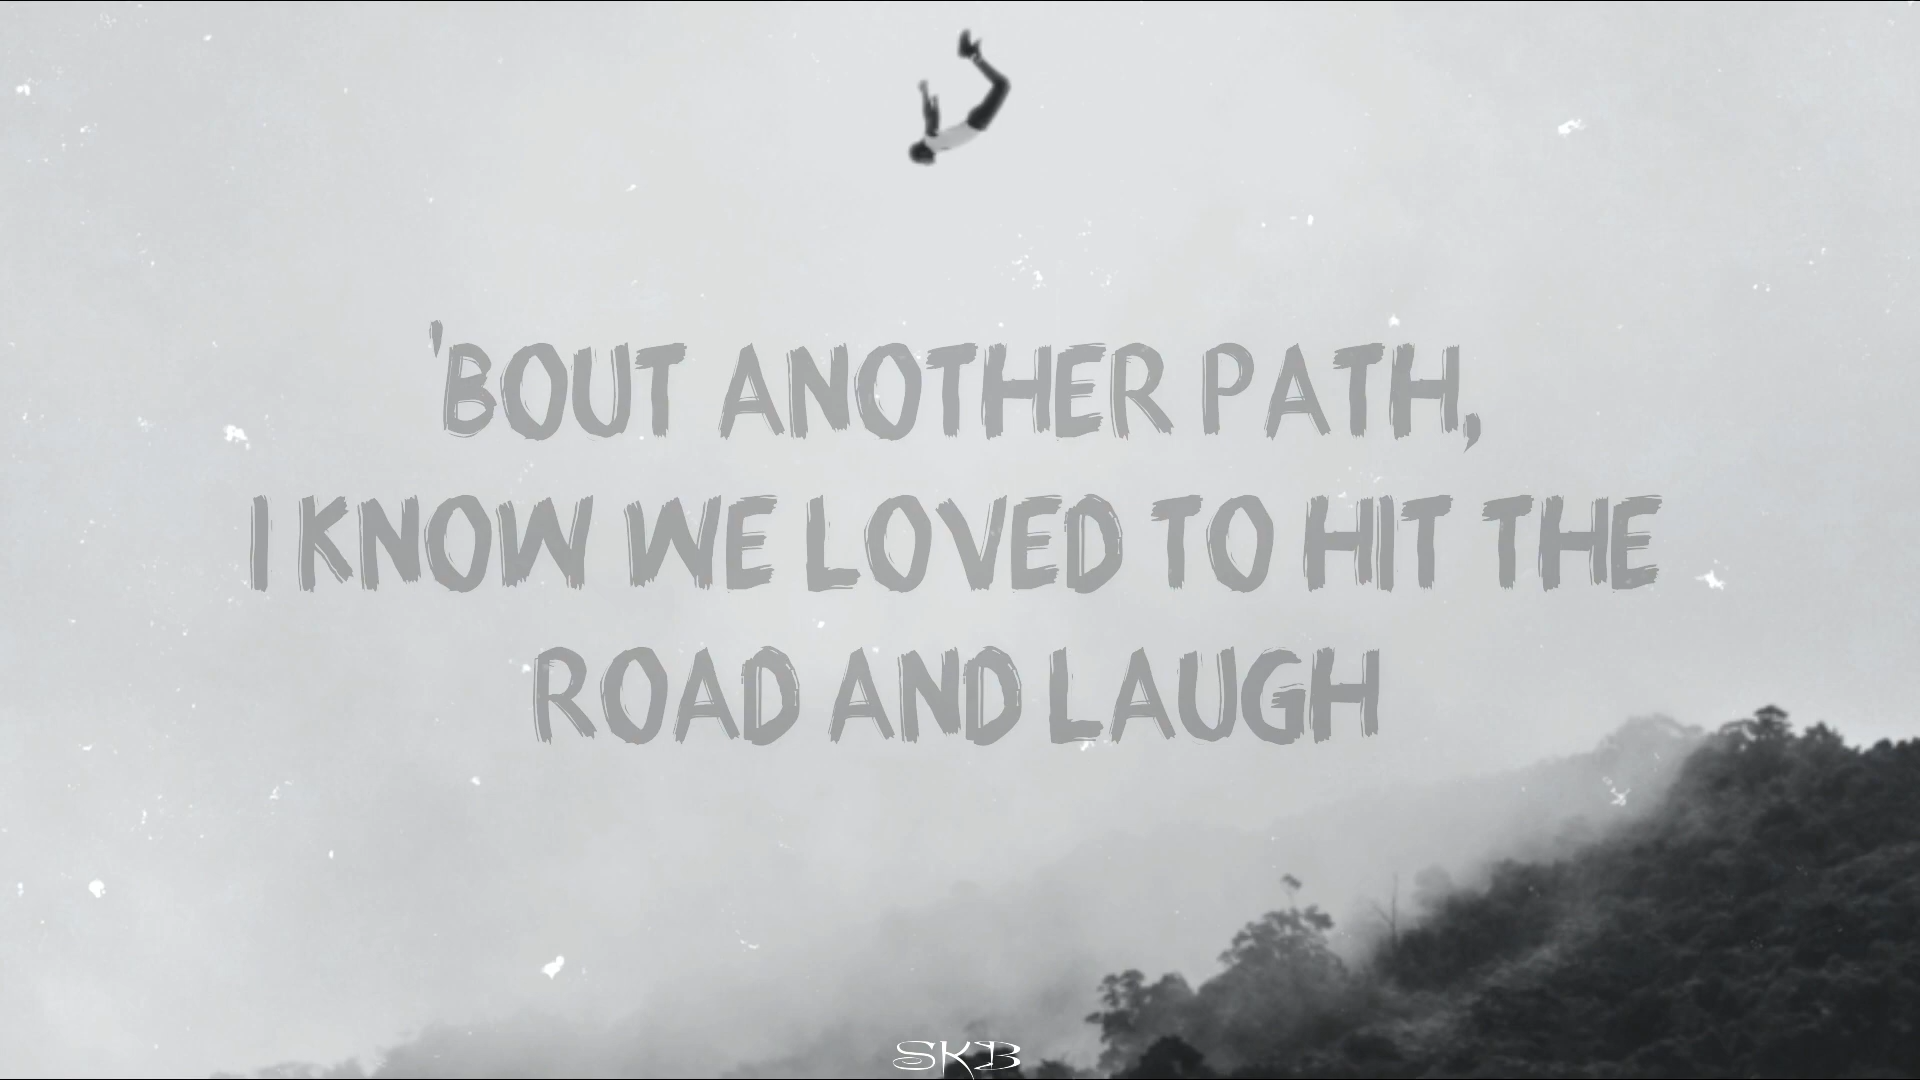 'BOUT ANOTHER PATH,
I KNOW WE LOVED TO HIT THE
ROAD AND LAUGH
SKB